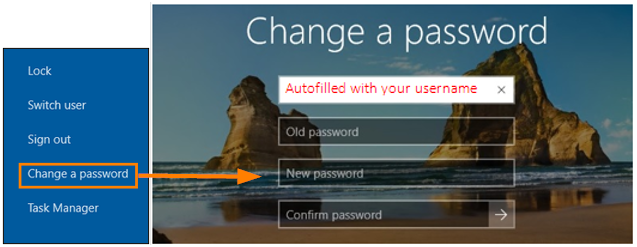 Lock
Switch user
Sign out
Change a password
Task Manager
Change a password
Autofilled with your username
Old password
New password
Confirm password